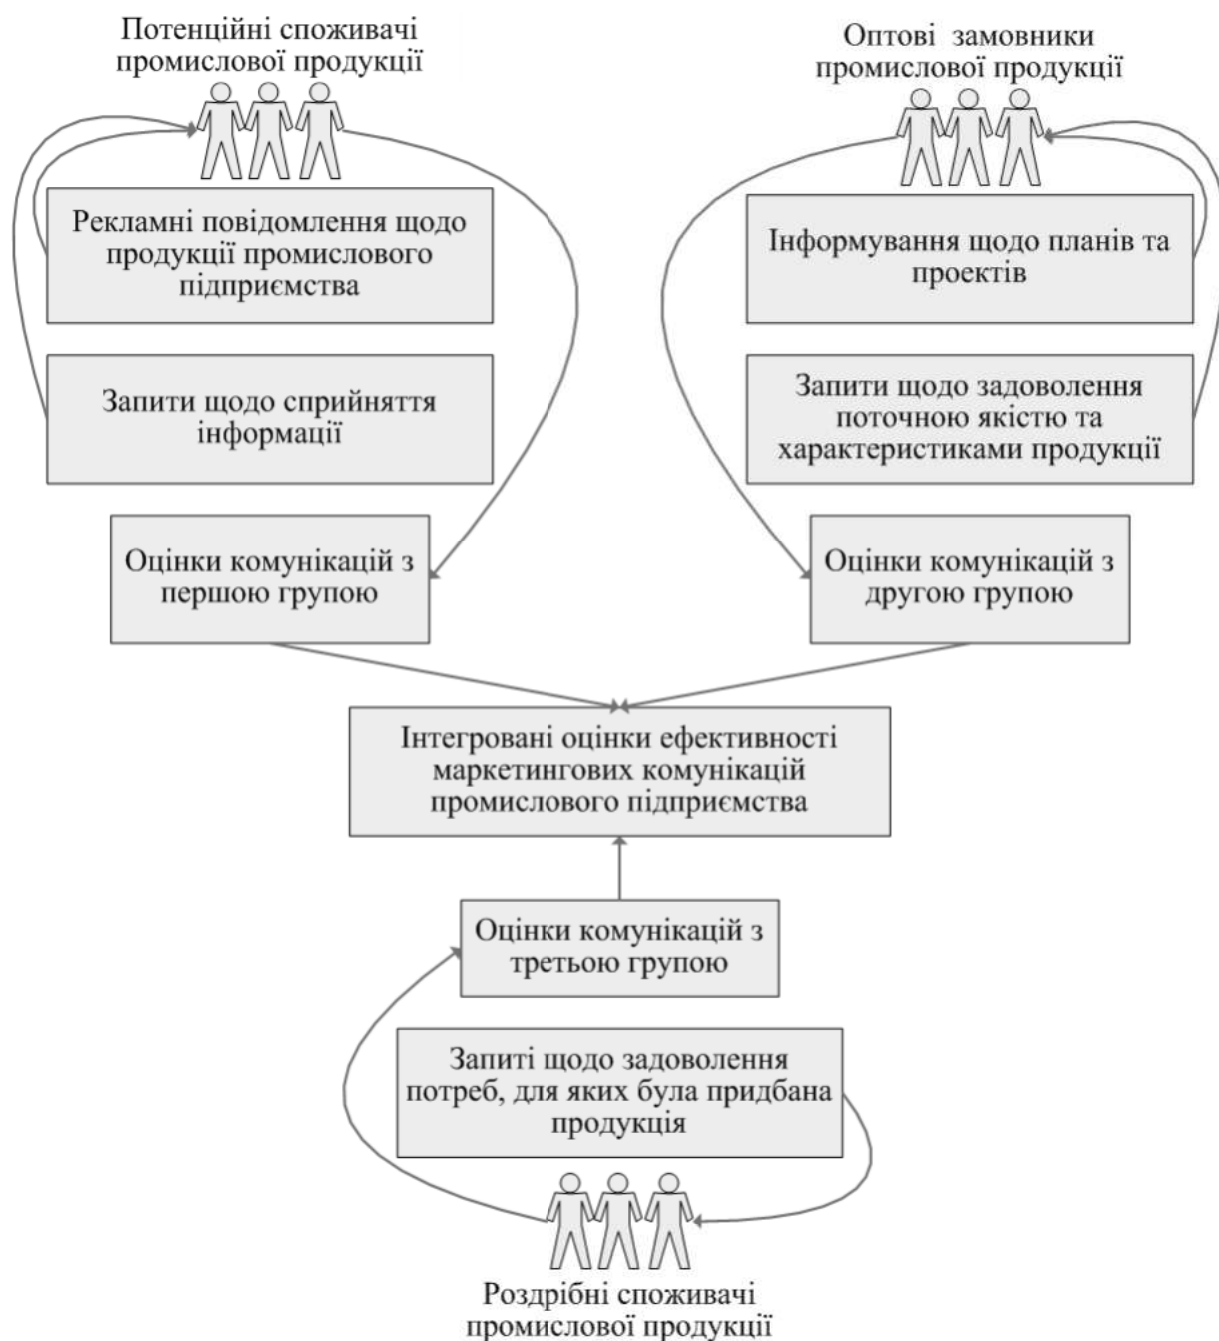 Потенційні споживачі
промислової продукції
Оптові замовники
промислової продукції
Рекламні повідомлення щодо
продукції промислового
підприємства
Інформування щодо планів та
проектів
Запити щодо сприйняття
інформації
Запити щодо задоволення
поточною якістю та
характеристиками продукції
Оцінки комунікацій з
першою групою
Оцінки комунікацій з
другою групою
Інтегровані оцінки ефективності
маркетингових комунікацій
промислового підприємства
Оцінки комунікацій з
третьою групою
Запиті щодо задоволення
потреб, для яких була придбана
продукція
Роздрібні споживачі
промислової продукції